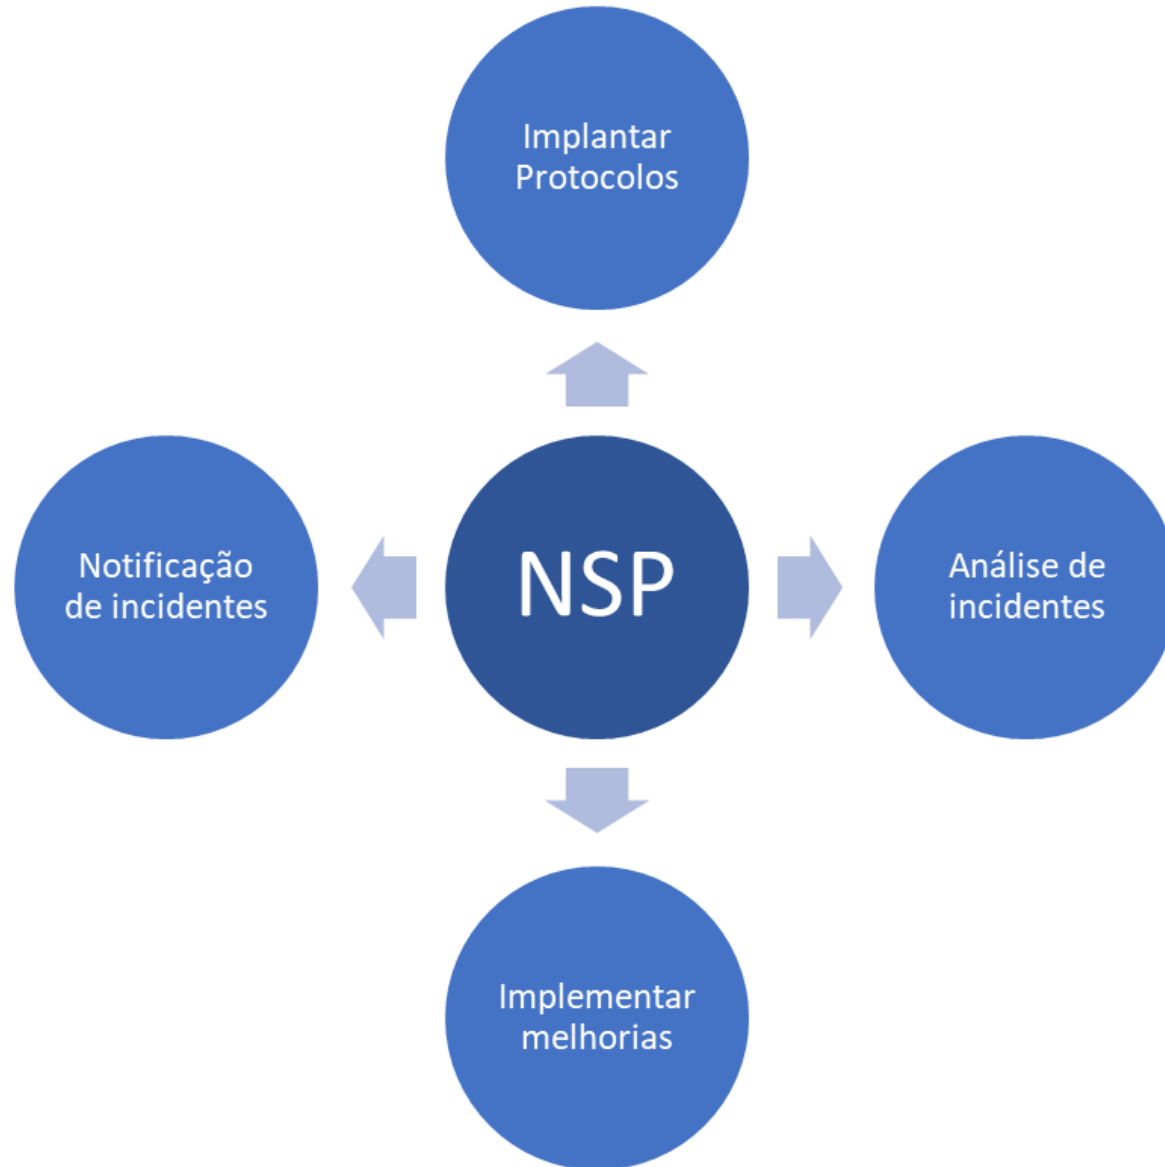 Implantar
Protocolos
Notificação
de incidentes
NSP
Análise de
incidentes
Implementar
melhorias